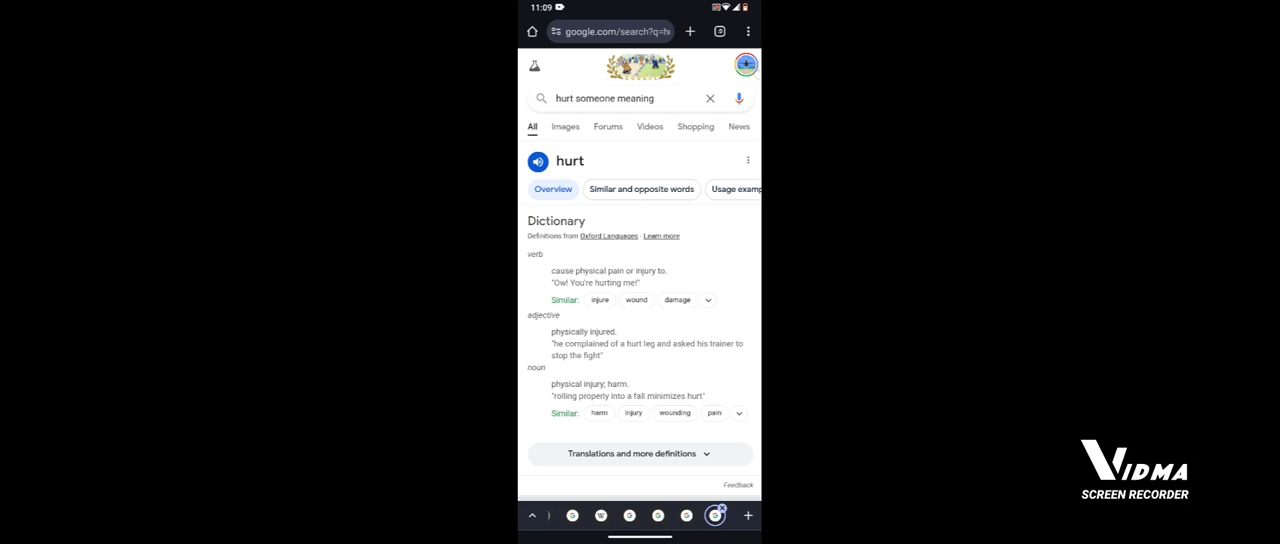 11:09
google.com/search?q=h
hurt someone meaning
All Images Forums Videos Shopping News
hurt
Overview Similar and opposite words Usage examp
Dictionary
Definitions from Oxford Languages · Learn more
verb
cause physical pain or injury to.
"Ow! You're hurting me!"
Similar: injure wound damage
adjective
physically injured.
"he complained of a hurt leg and asked his trainer to
stop the fight"
noun
physical injury; harm.
"rolling properly into a fall minimizes hurt"
Similar: harm injury wounding pain
Translations and more definitions
Feedback
VIDMA
SCREEN RECORDER